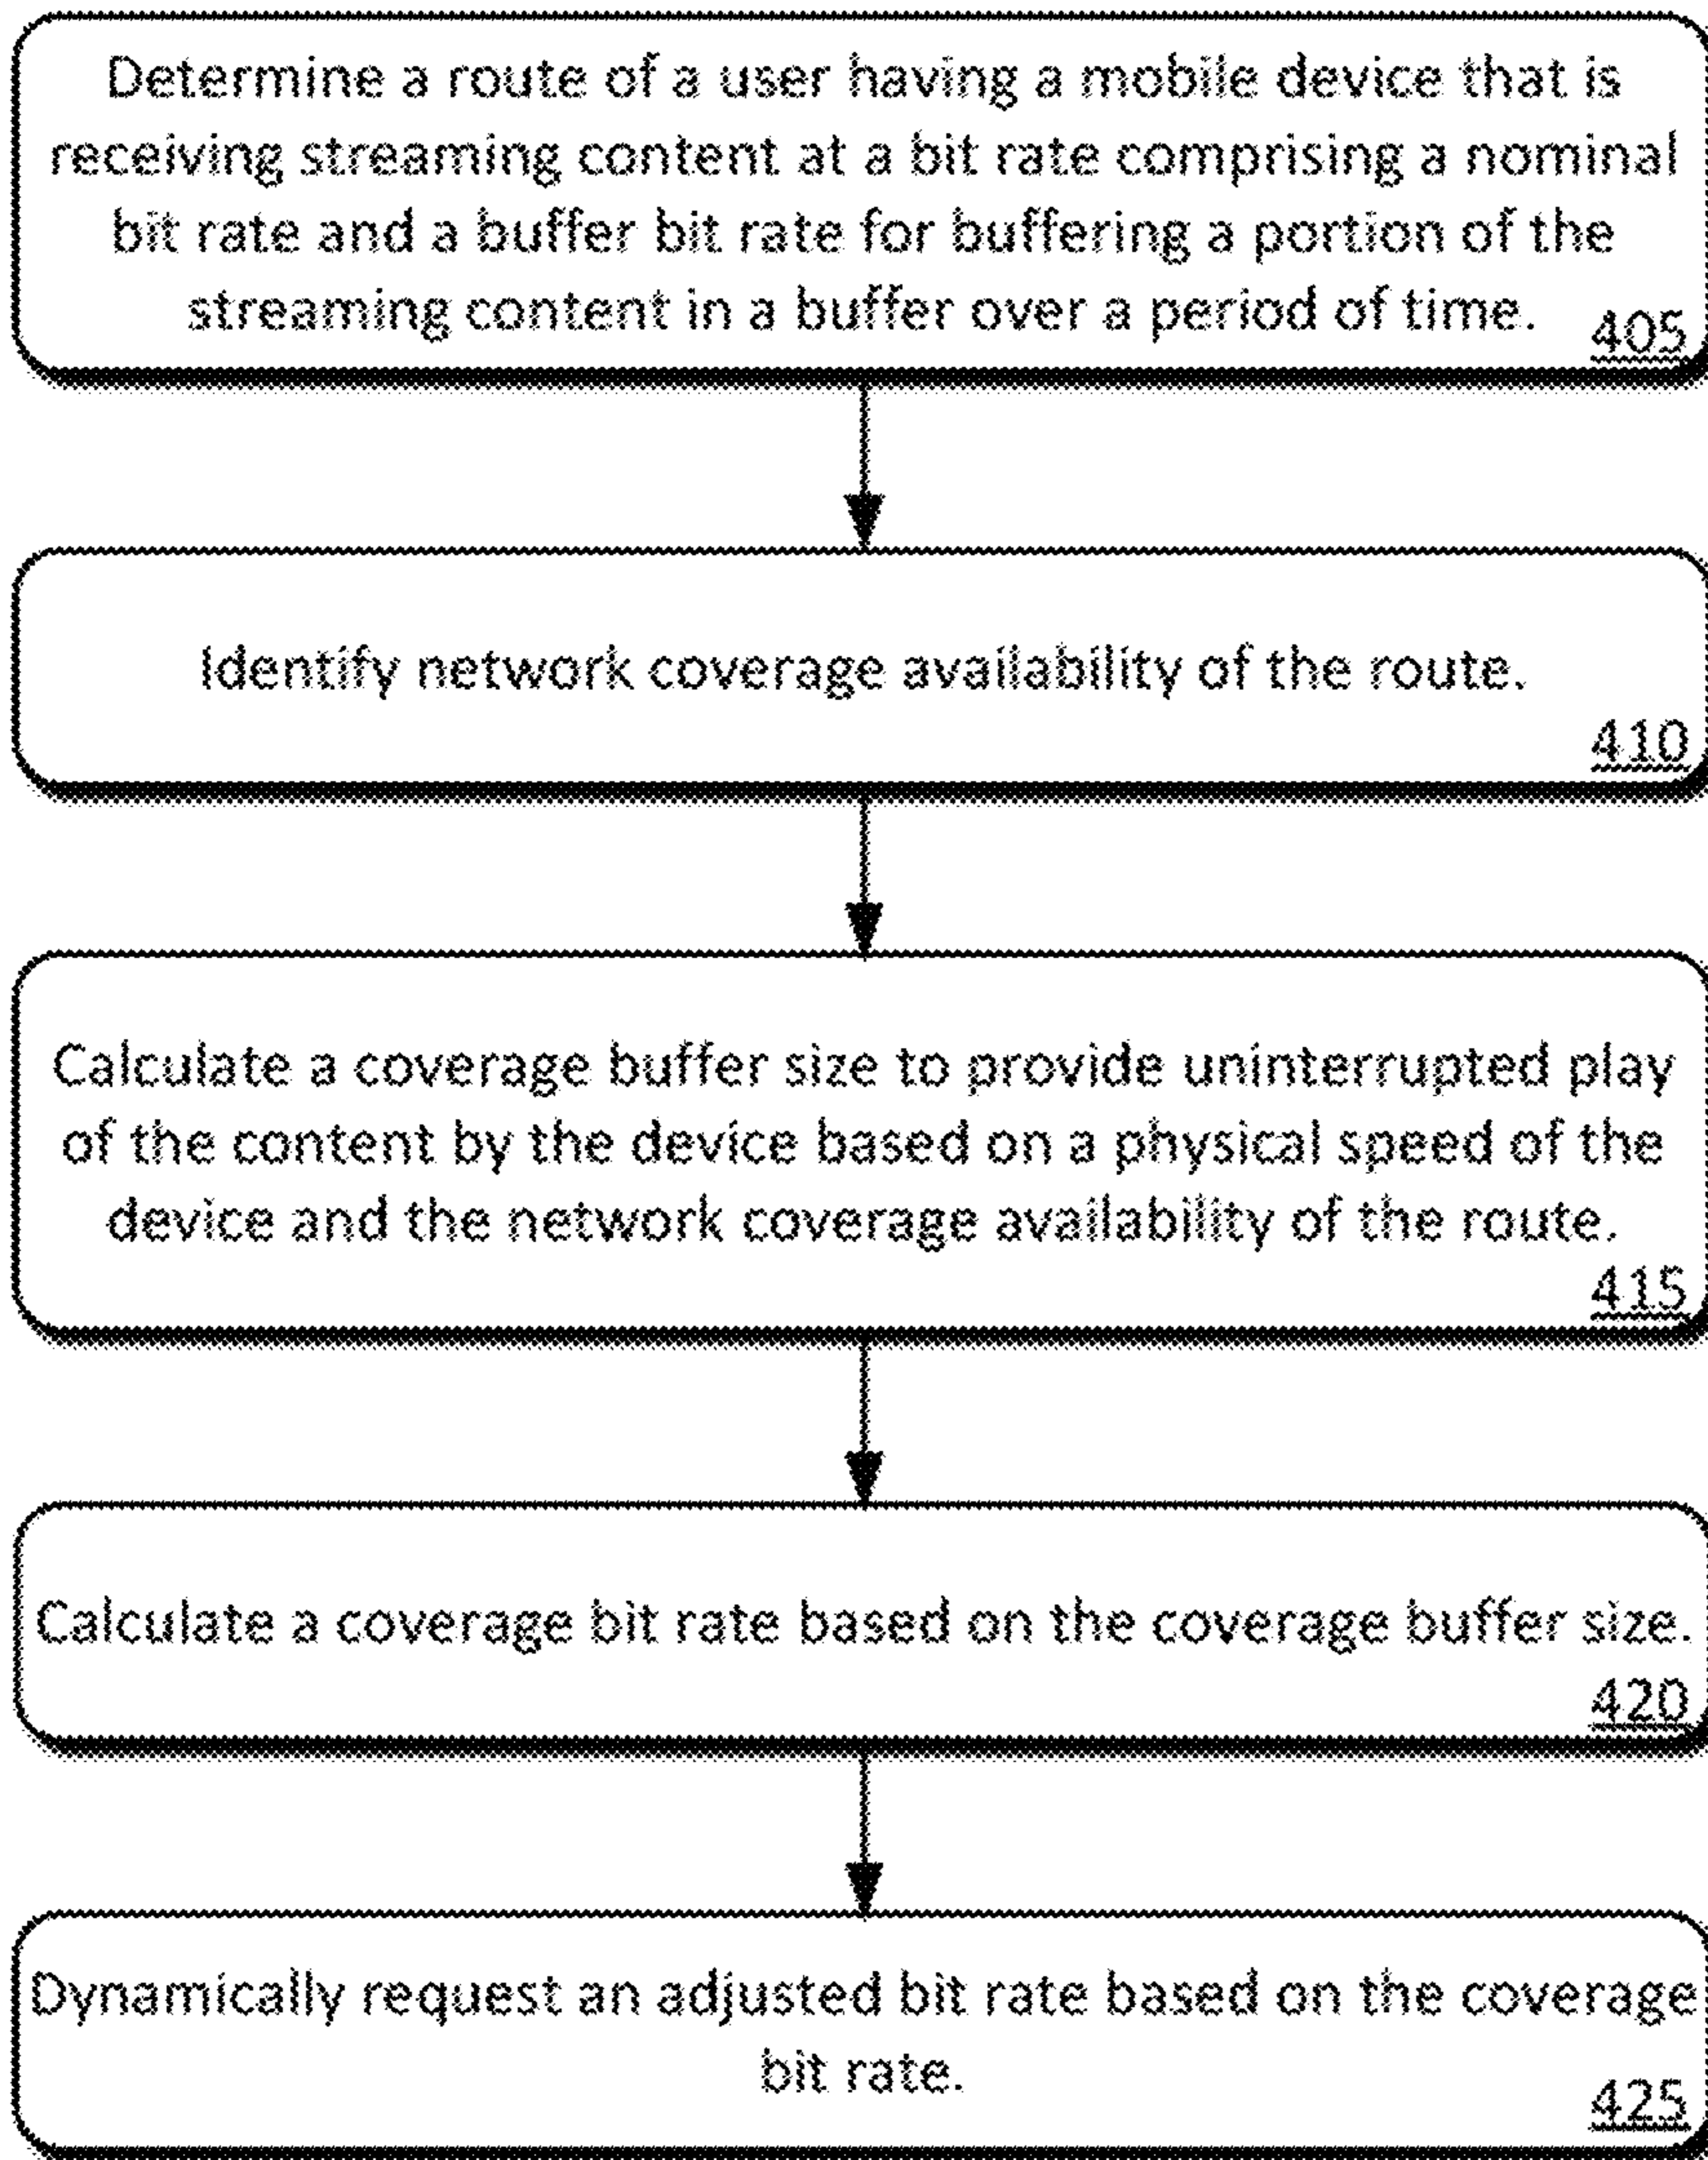 Determine a route of a user having a mobile device that is
receiving streaming content at a bit rate comprising a nominal
bit rate and a buffer bit rate for buffering a portion of the
streaming content in a buffer over a period of time.
405
Identify network coverage availability of the route.
410
Calculate a coverage buffer size to provide uninterrupted play
of the content by the device based on a physical speed of the
device and the network coverage availability of the route.
415
Calculate a coverage bit rate based on the coverage buffer size.
420
Dynamically request an adjusted bit rate based on the coverage
bit rate.
425